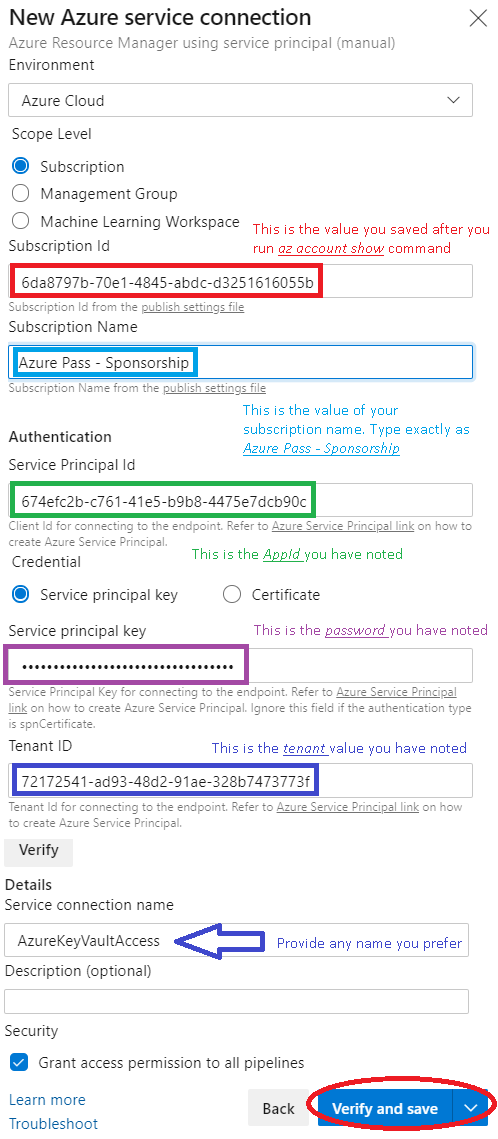 New Azure service connection
Azure Resource Manager using service principal (manual)
Environment
Azure Cloud
Scope Level
Subscription
Management Group
Machine Learning Workspace
This is the value you saved after you
run az account show command
Subscription Id
6da8797b-70e1-4845-abdc-d3251616055b
Subscription Id from the publish settings file
Subscription Name
Azure Pass - Sponsorship
Subscription Name from the publish settings file
This is the value of your
subscription name. Type exactly as
Azure Pass - Sponsorship
Authentication
Service Principal Id
674efc2b-c761-41e5-b9b8-4475e7dcb90c
Client Id for connecting to the endpoint. Refer to Azure Service Principal link on how to
create Azure Service Principal.
This is the AppId you have noted
Credential
Service principal key
Certificate
Service principal key
This is the password you have noted
••••••••••••••••••••••••••••••••••
Service Principal Key for connecting to the endpoint. Refer to Azure Service Principal
link on how to create Azure Service Principal. Ignore this field if the authentication type
is spnCertificate.
Tenant ID
This is the tenant value you have noted
72172541-ad93-48d2-91ae-328b7473773f
Tenant Id for connecting to the endpoint. Refer to Azure Service Principal link on how
to create Azure Service Principal.
Verify
Details
Service connection name
AzureKeyVaultAccess
Provide any name you prefer
Description (optional)
Security
Grant access permission to all pipelines
Learn more
Troubleshoot
Back
Verify and save